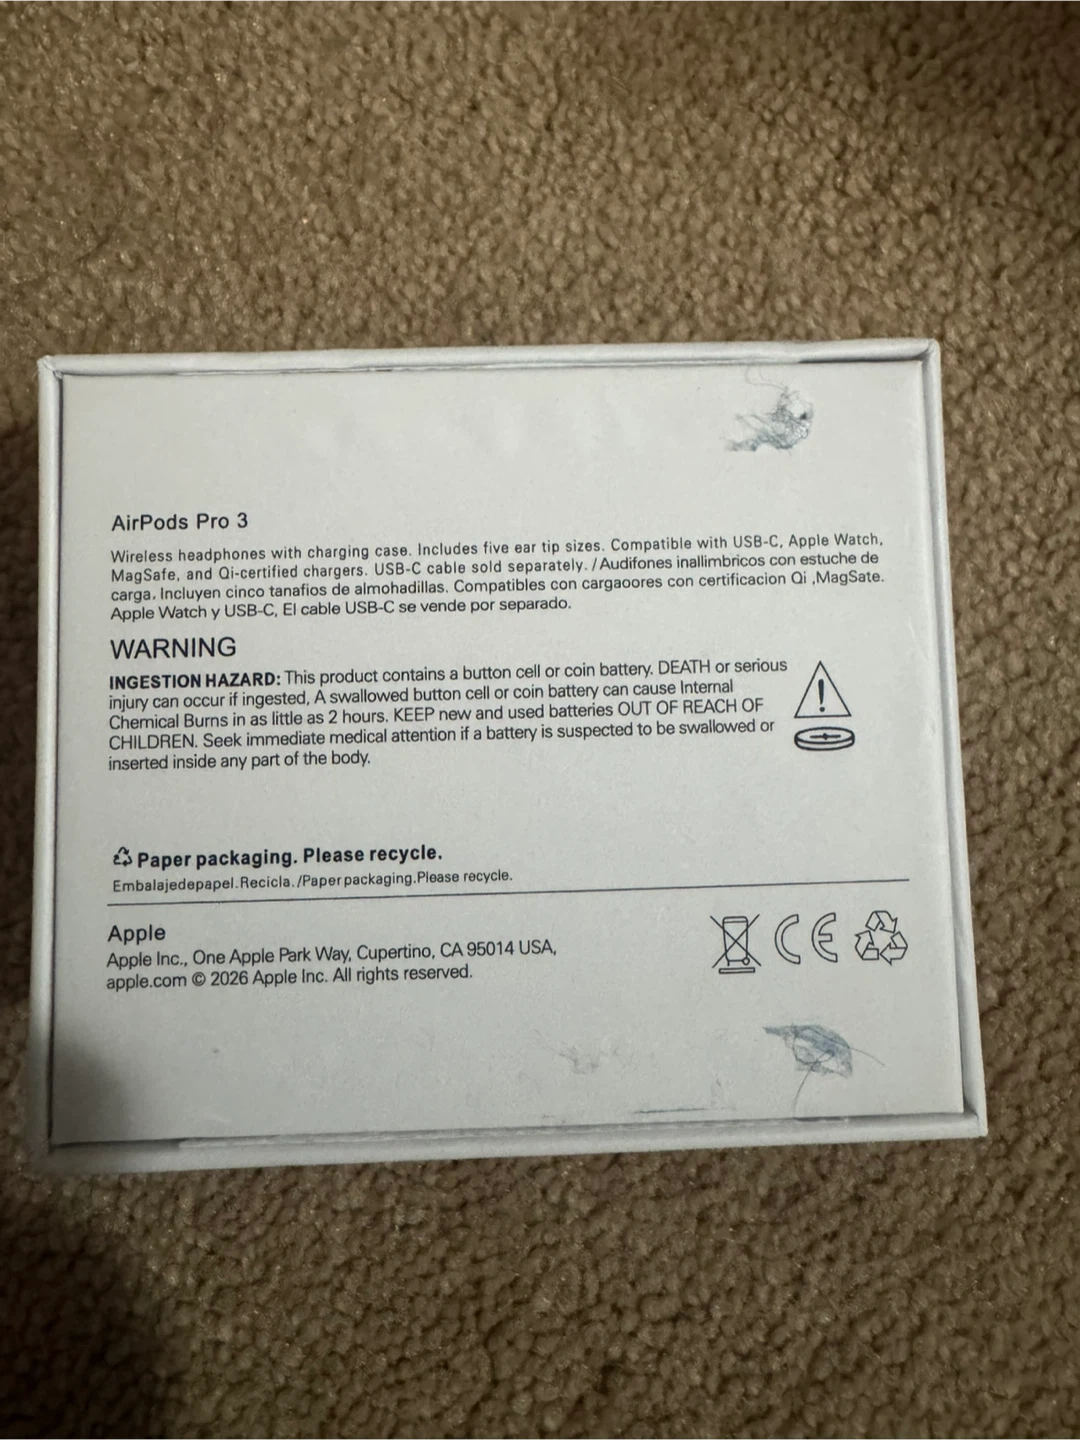 AirPods Pro 3
Wireless headphones with charging case. Includes five ear tip sizes. Compatible with USB-C, Apple Watch,
MagSafe, and Qi-certified chargers. USB-C cable sold separately. / Audifones inallimbricos con estuche de
carga. Incluyen cinco tanafios de almohadillas. Compatibles con cargaoores con certificacion Qi ,MagSate.
Apple Watch y USB-C, El cable USB-C se vende por separado.
WARNING
INGESTION HAZARD: This product contains a button cell or coin battery. DEATH or serious
injury can occur if ingested, A swallowed button cell or coin battery can cause Internal
Chemical Burns in as little as 2 hours. KEEP new and used batteries OUT OF REACH OF
CHILDREN. Seek immediate medical attention if a battery is suspected to be swallowed or
inserted inside any part of the body.
Paper packaging. Please recycle.
Embalajedepapel.Recicla./Paper packaging.Please recycle.
Apple
Apple Inc., One Apple Park Way, Cupertino, CA 95014 USA,
apple.com © 2026 Apple Inc. All rights reserved.
CE